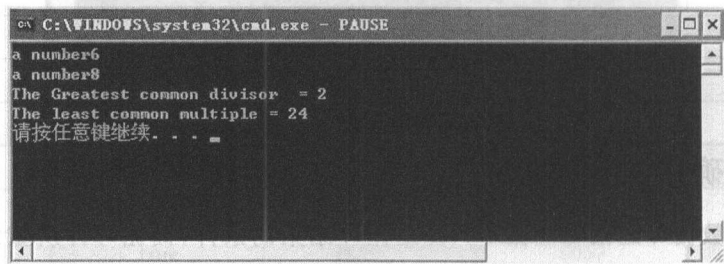 C:\WINDOWS\system32\cmd.exe - PAUSE
a number6
a number8
The Greatest common divisor  = 2
The least common multiple = 24
请按任意键继续. . .